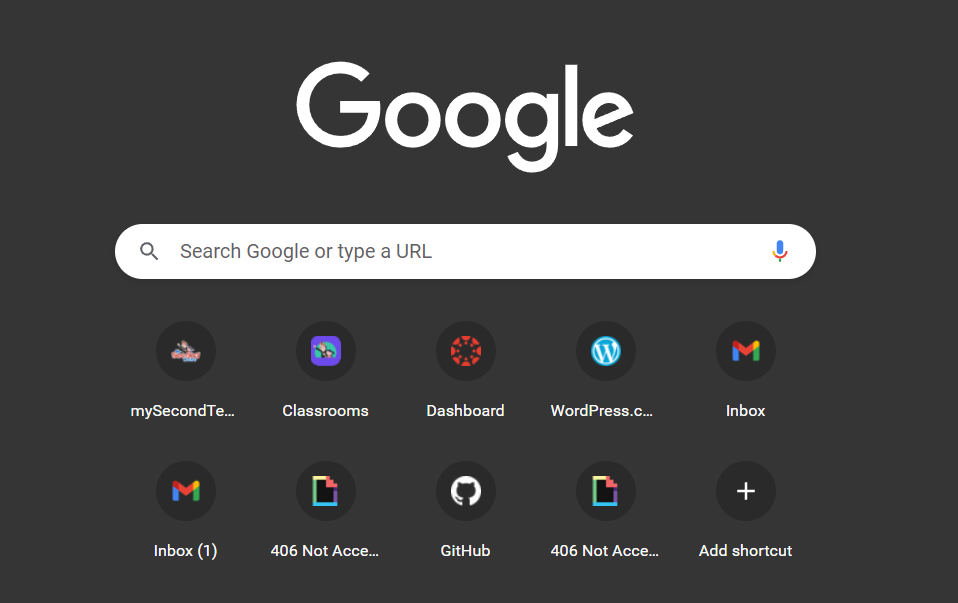 Google
Search Google or type a URL
mySecondTe...
Classrooms
Dashboard
WordPress.c...
Inbox
Inbox (1)
406 Not Acce...
GitHub
406 Not Acce...
Add shortcut